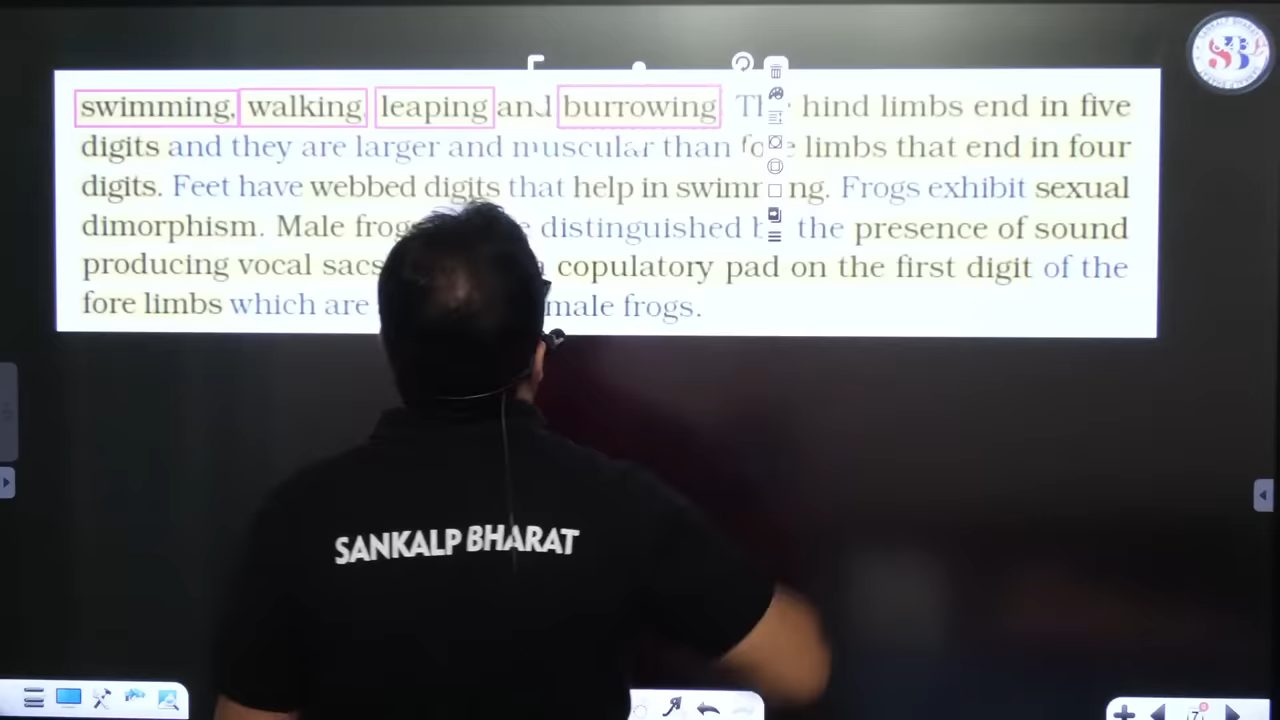 swimming, walking, leaping and burrowing The hind limbs end in five
digits and they are larger and muscular than fore limbs that end in four
digits. Feet have webbed digits that help in swimming. Frogs exhibit sexual
dimorphism. Male frogs distinguished the presence of sound
producing vocal sacs copulatory pad on the first digit of the
fore limbs which are male frogs.
SANKALP BHARAT
7